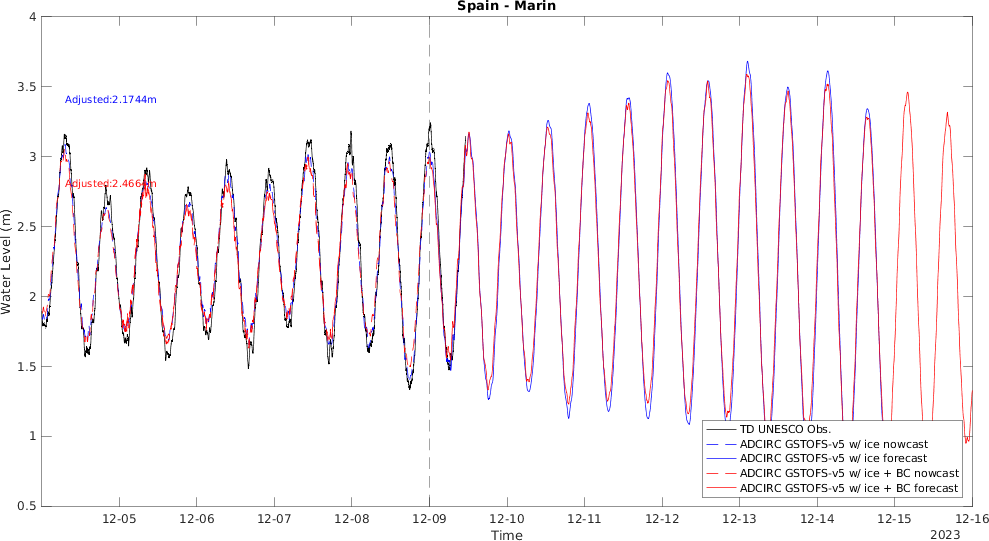 Spain - Marin
4
3.5
3
2.5
2
1.5
1
0.5
Water Level (m)
Adjusted:2.1744m
TD UNESCO Obs.
ADCIRC GSTOFS-v5 w/ ice nowcast
ADCIRC GSTOFS-v5 w/ ice forecast
ADCIRC GSTOFS-v5 w/ ice + BC nowcast
ADCIRC GSTOFS-v5 w/ ice + BC forecast
12-05 12-06 12-07 12-08 12-09 12-10 12-11 12-12 12-13 12-14 12-15 12-16
Time
2023